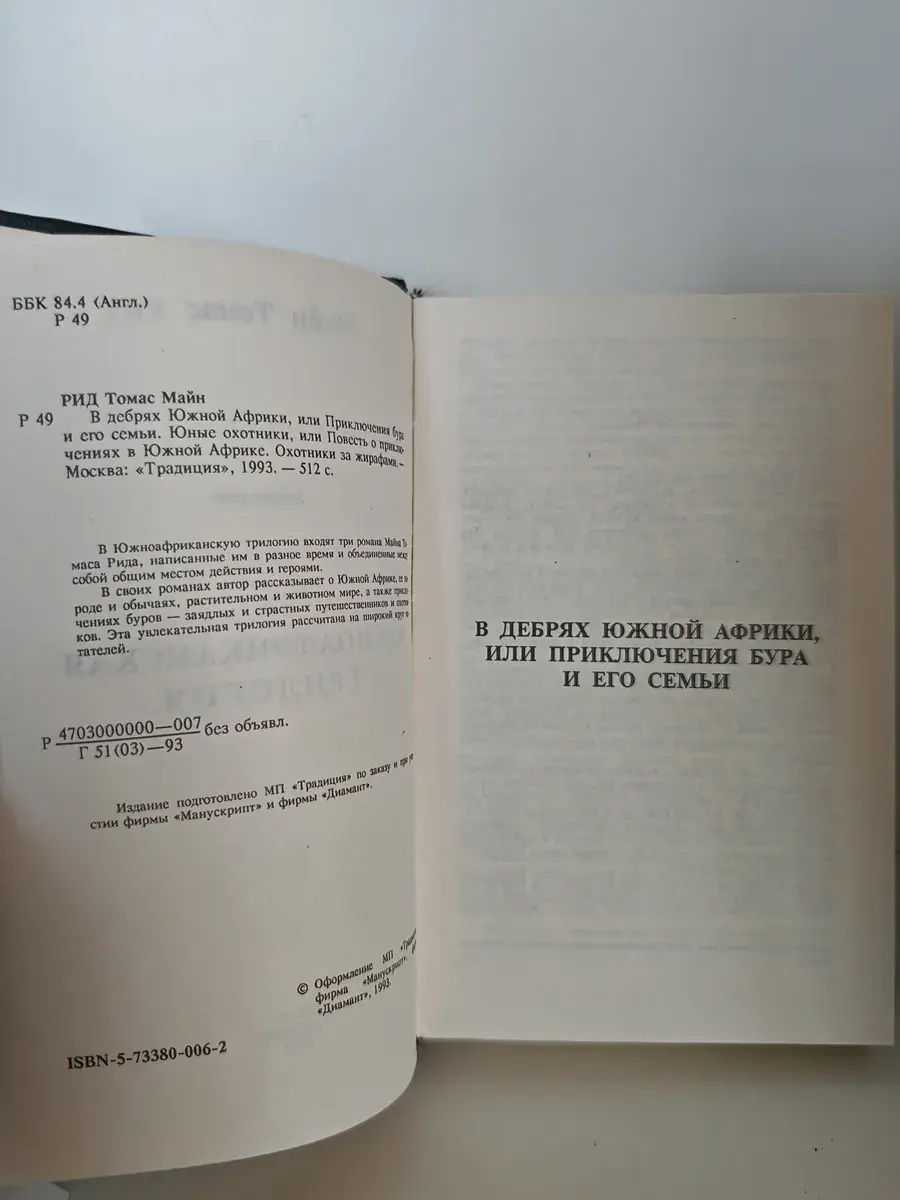 ББК 84.4 (Англ.)
Р 49
РИД Томас Майн
Р 49 В дебрях Южной Африки, или Приключения бура
и его семьи. Юные охотники, или Повесть о приклю-
чениях в Южной Африке. Охотники за жирафами. –
Москва: «Традиция», 1993. — 512 с.
В Южноафриканскую трилогию входят три романа Майна То
маса Рида, написанные им в разное время и объединенные меж
собой общим местом действия и героями.
В своих романах автор рассказывает о Южной Африке, ее
роде и обычаях, растительном и животном мире, а также
чениях буров — заядлых и страстных путешественников и
ков. Эта увлекательная трилогия рассчитана на широкий круг
тателей.
Р 4703000000—007 без объявл.
Г 51(03)—93
Издание подготовлено МП «Традиция» по заказу и при
стии фирмы «Манускрипт» и фирмы «Диамант».
© Оформление МП
фирма «Манускрипт»,
«Диамант», 1993.
ISBN-5-73380-006-2
В ДЕБРЯХ ЮЖНОЙ АФРИКИ,
ИЛИ ПРИКЛЮЧЕНИЯ БУРА
И ЕГО СЕМЬИ